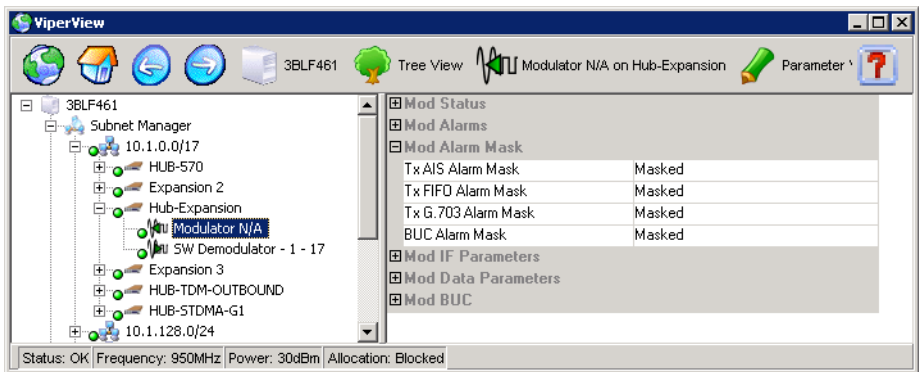 ViperView
3BLF461 Tree View Modulator N/A on Hub-Expansion Parameter
3BLF461
Subnet Manager
10.1.0.0/17
HUB-570
Expansion 2
Hub-Expansion
Modulator N/A
SW Demodulator - 1 - 17
Expansion 3
HUB-TDM-OUTBOUND
HUB-STDMA-G1
10.1.128.0/24
Mod Status
Mod Alarms
Mod Alarm Mask
Tx AIS Alarm Mask Masked
Tx FIFO Alarm Mask Masked
Tx G.703 Alarm Mask Masked
BUC Alarm Mask Masked
Mod IF Parameters
Mod Data Parameters
Mod BUC
Status: OK Frequency: 950MHz Power: 30dBm Allocation: Blocked